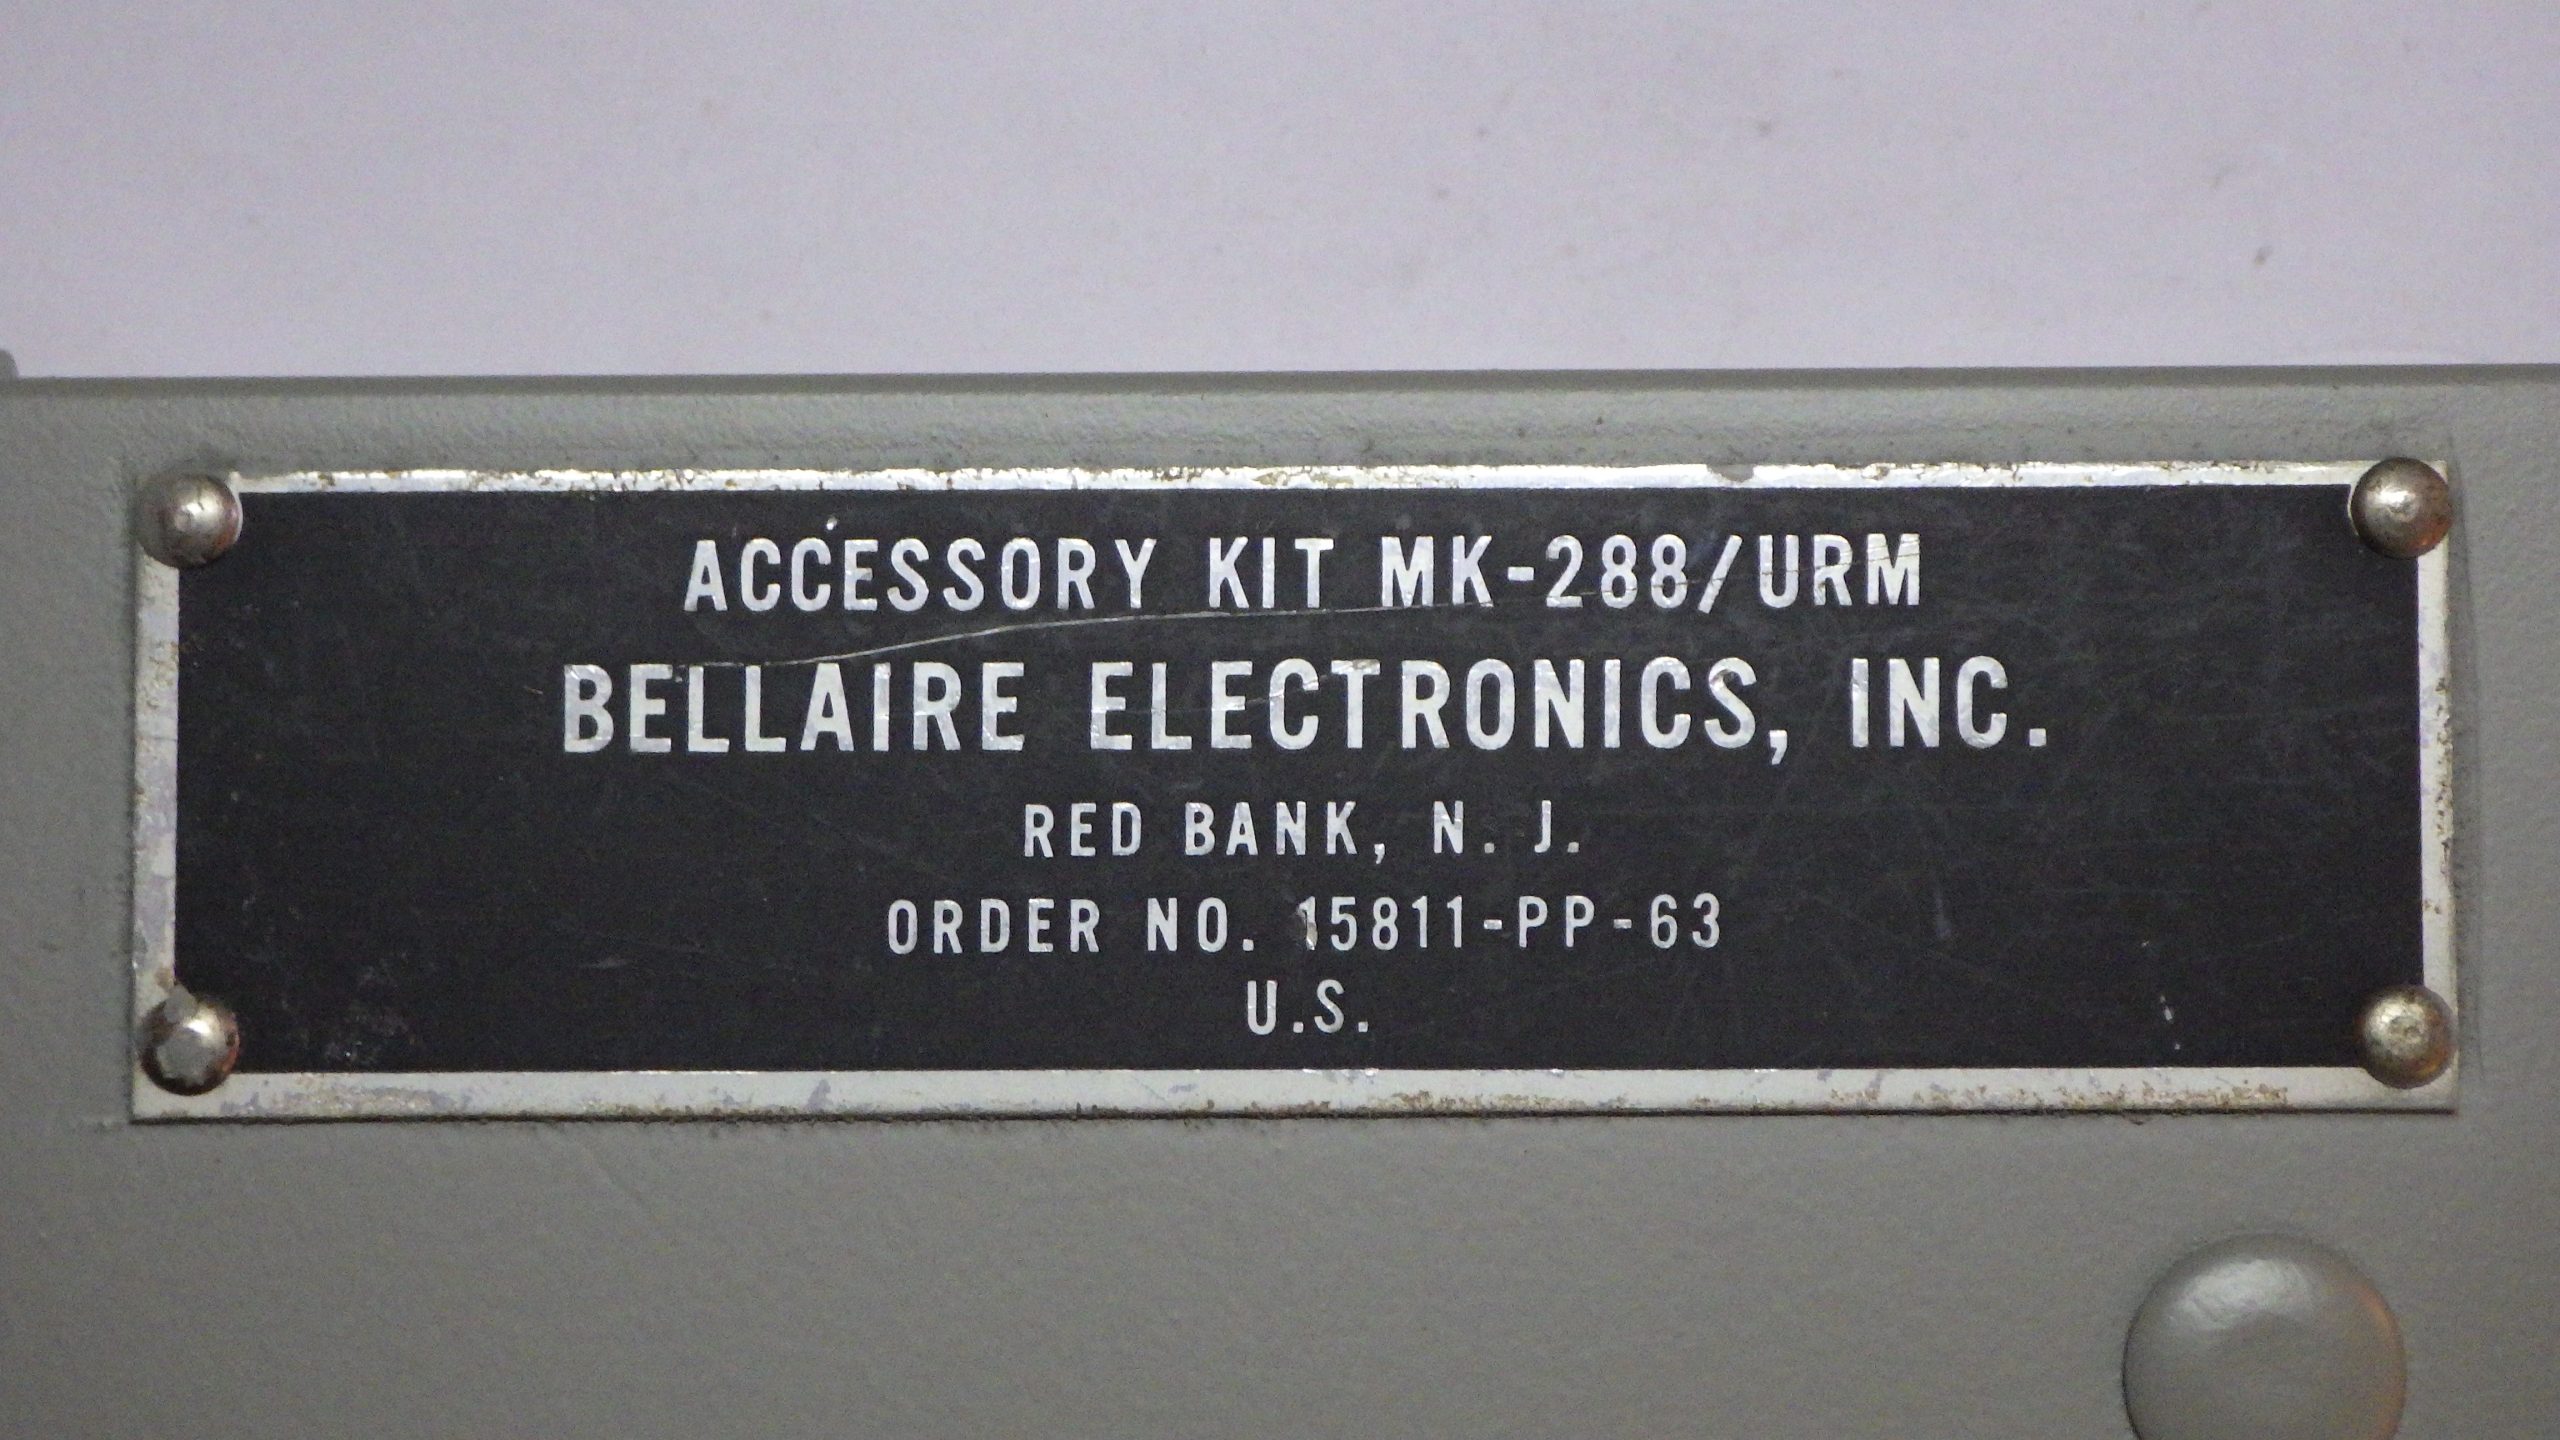 ACCESSORY KIT MK-288/URM
BELLAIRE ELECTRONICS, INC.
RED BANK, N. J.
ORDER NO. 15811-PP-63
U.S.